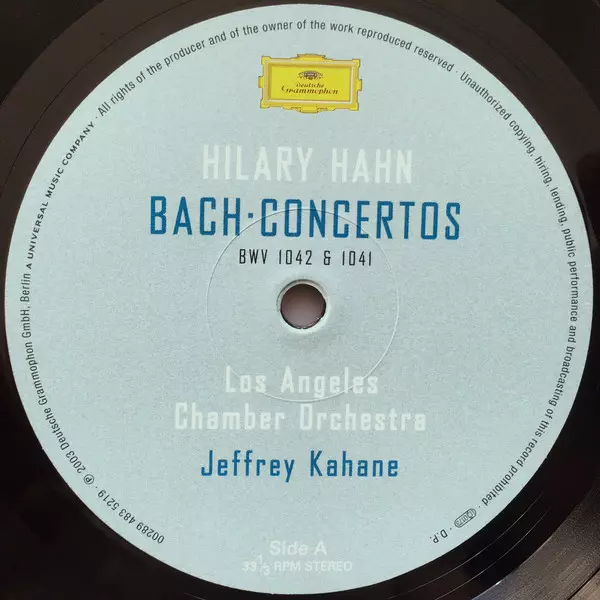 Deutsche
Grammophon
HILARY HAHN
BACH·CONCERTOS
BWV 1042 & 1041
Los Angeles
Chamber Orchestra
Jeffrey Kahane
Side A
33 1/3 RPM STEREO
00289 483 5219 · ℗ 2003 Deutsche Grammophon GmbH, Berlin A UNIVERSAL MUSIC COMPANY · All rights of the producer and of the owner of the work reproduced reserved · Unauthorized copying, hiring, lending, public performance and broadcasting of this record prohibited · D.P.